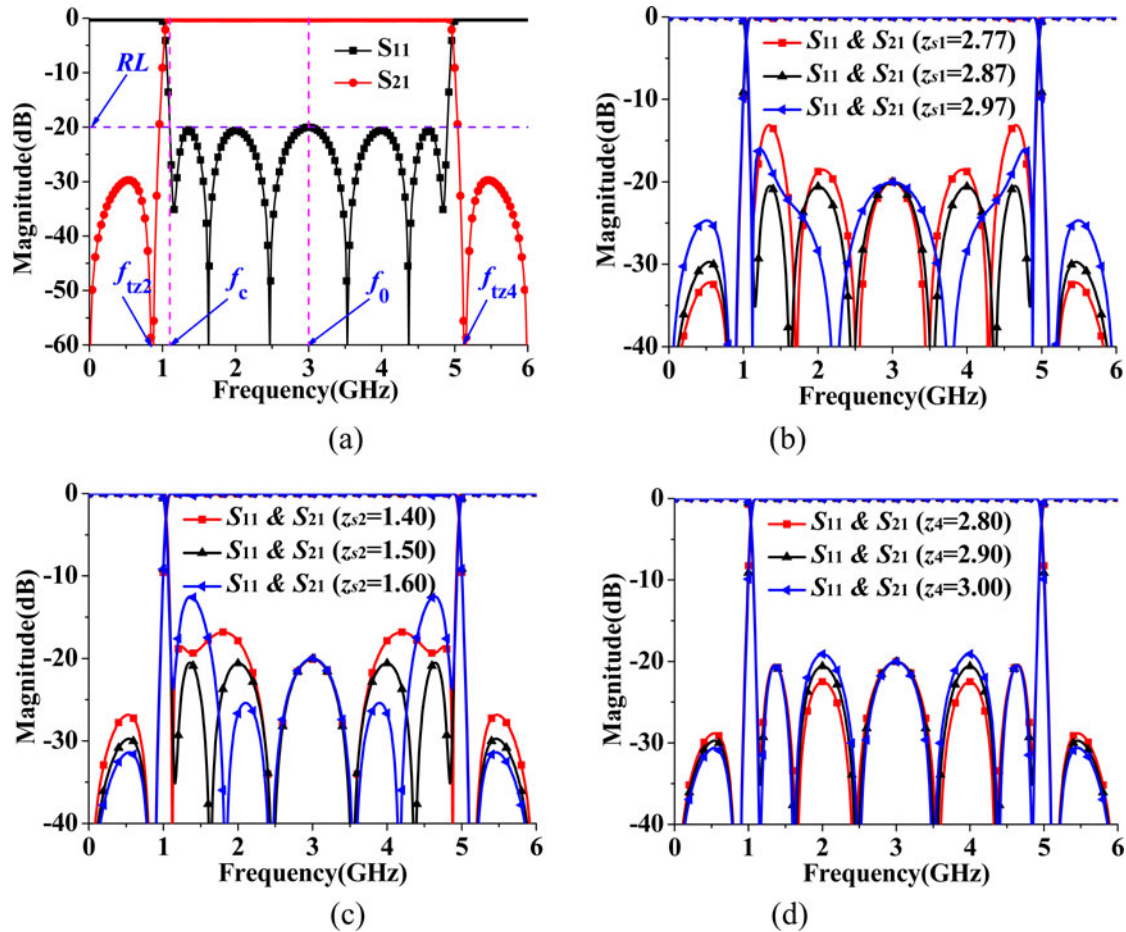 0
-10
-20
-30
-40
-50
-60
Magnitude(dB)
RL
S11
S21
f tz2
f c
f 0
f tz4
0 1 2 3 4 5 6
Frequency(GHz)
(a)
0
-10
-20
-30
-40
Magnitude(dB)
S11 & S21 (zs1=2.77)
S11 & S21 (zs1=2.87)
S11 & S21 (zs1=2.97)
0 1 2 3 4 5 6
Frequency(GHz)
(b)
0
-10
-20
-30
-40
Magnitude(dB)
S11 & S21 (zs2=1.40)
S11 & S21 (zs2=1.50)
S11 & S21 (zs2=1.60)
0 1 2 3 4 5 6
Frequency(GHz)
(c)
0
-10
-20
-30
-40
Magnitude(dB)
S11 & S21 (z4=2.80)
S11 & S21 (z4=2.90)
S11 & S21 (z4=3.00)
0 1 2 3 4 5 6
Frequency(GHz)
(d)